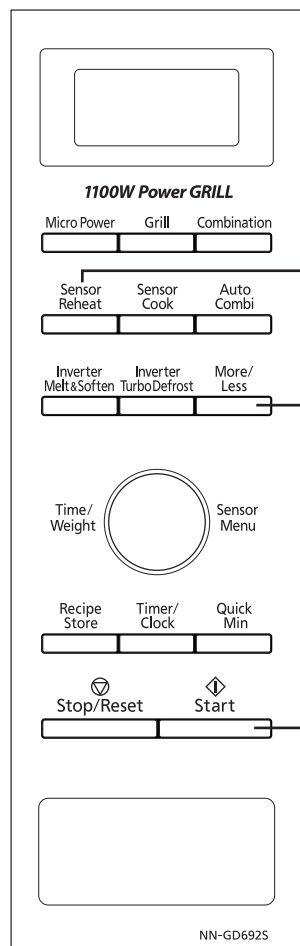 1100W Power GRILL
Micro Power Grill Combination
Sensor Sensor Auto
Reheat Cook Combi
Inverter Inverter More/
Melt&Soften TurboDefrost Less
Time/ Sensor
Weight Menu
Recipe Timer/ Quick
Store Clock Min
Stop/Reset Start
NN-GD692S